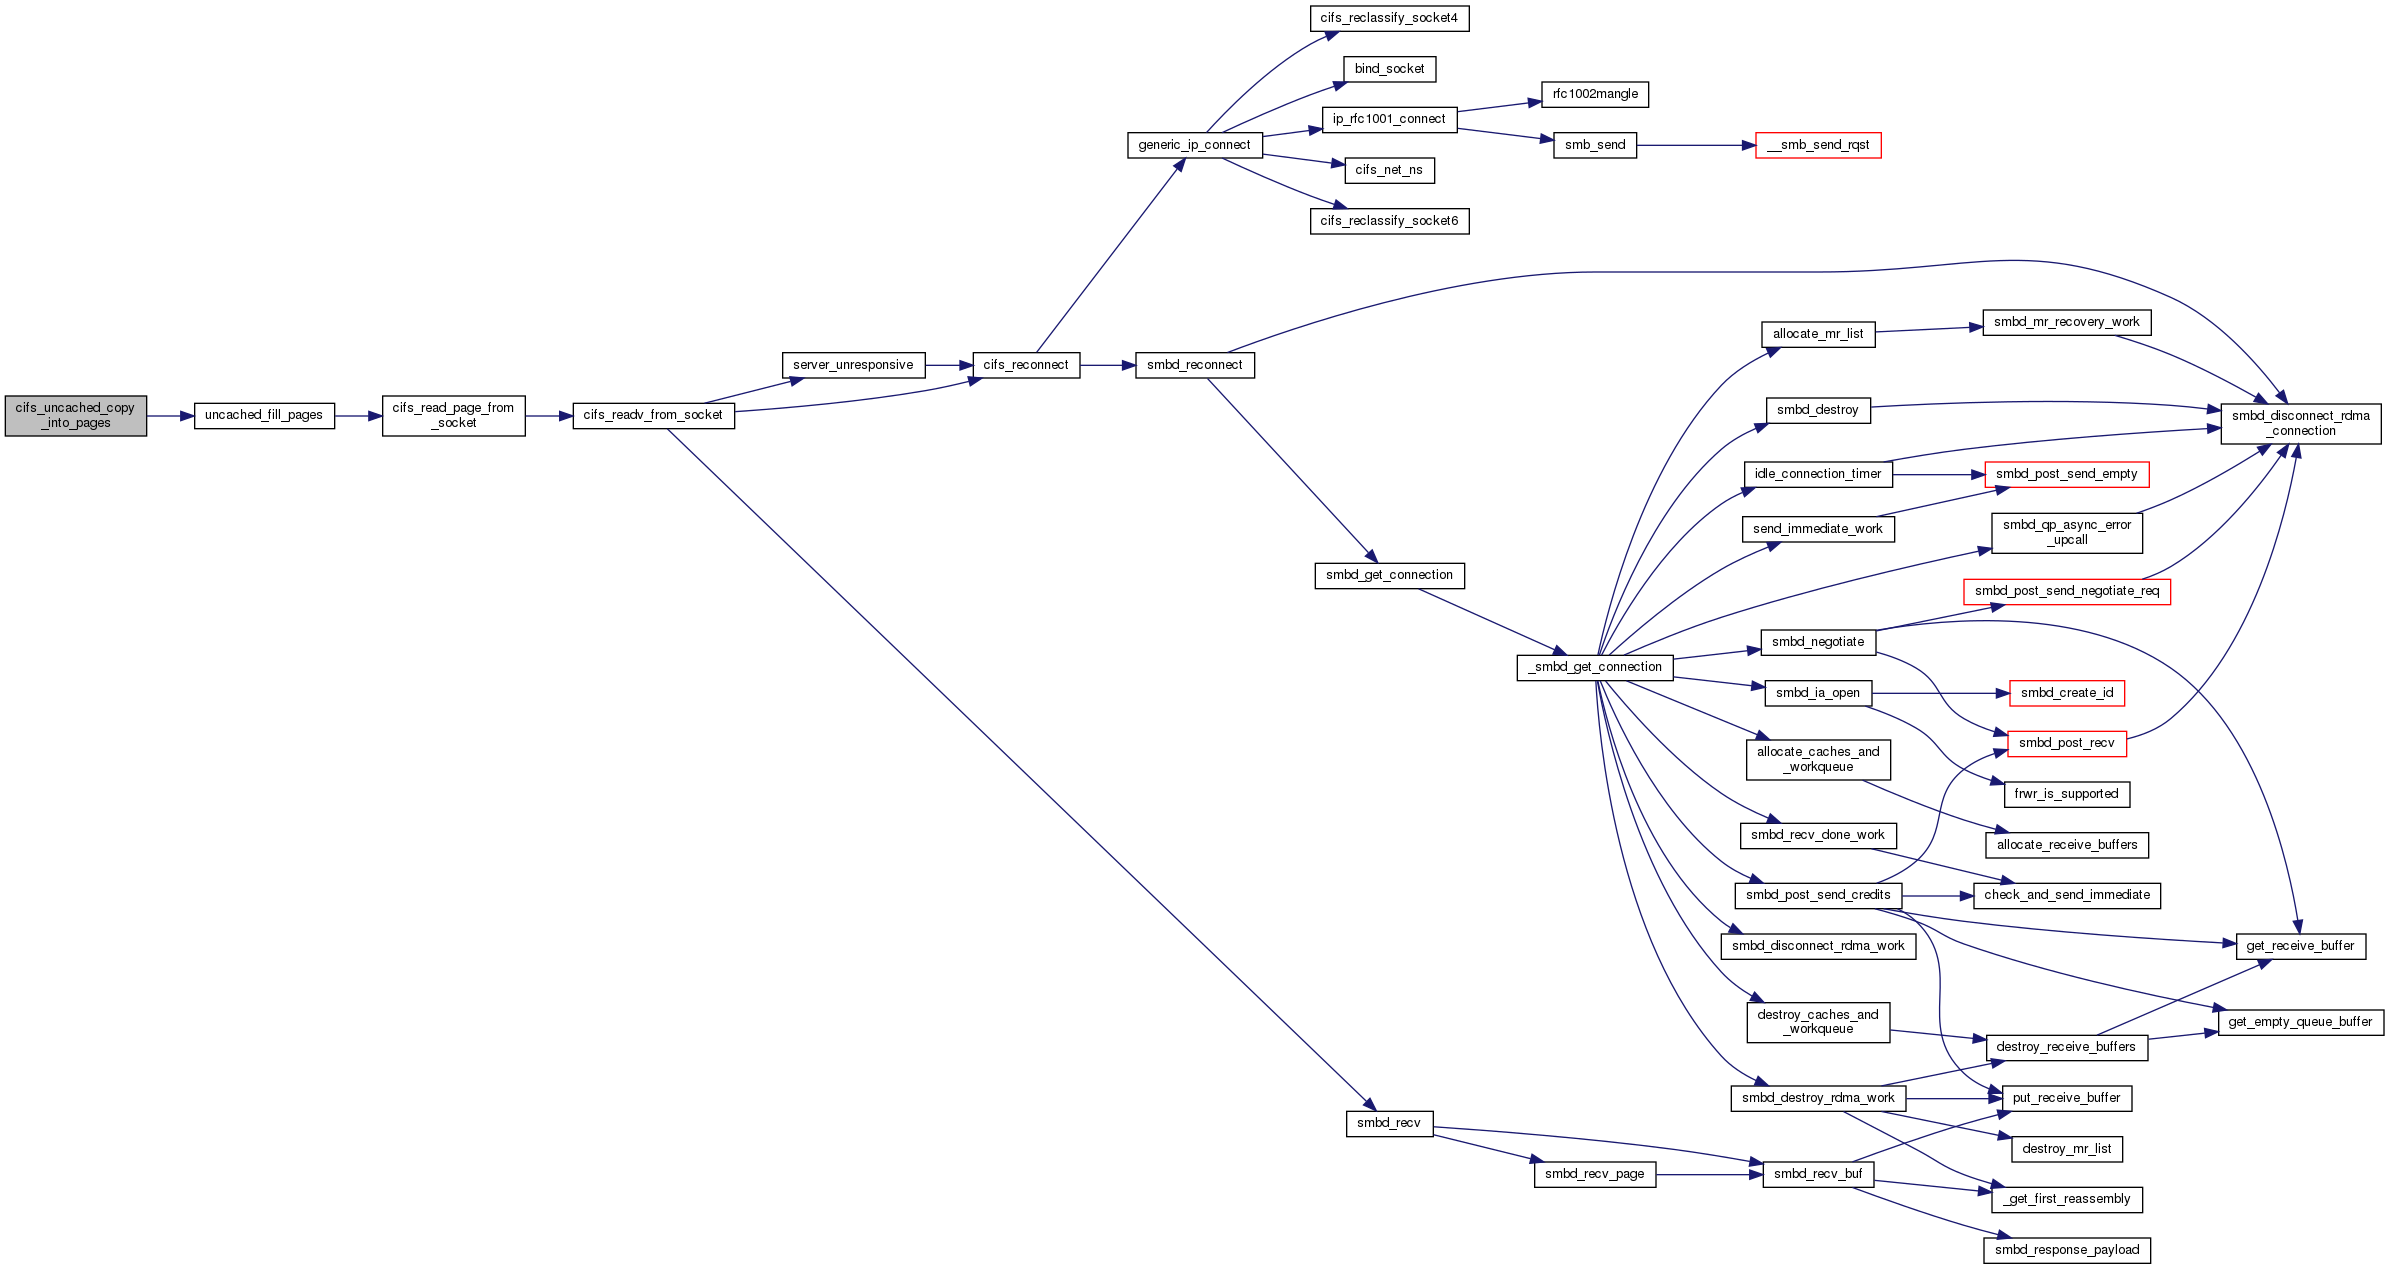 cifs_reclassify_socket4
bind_socket
rfc1002mangle
ip_rfc1001_connect
generic_ip_connect
smb_send
__smb_send_rqst
cifs_net_ns
cifs_reclassify_socket6
smbd_mr_recovery_work
allocate_mr_list
server_unresponsive
cifs_reconnect
smbd_reconnect
cifs_uncached_copy
_into_pages
uncached_fill_pages
cifs_read_page_from
_socket
cifs_readv_from_socket
smbd_destroy
smbd_disconnect_rdma
_connection
idle_connection_timer
smbd_post_send_empty
send_immediate_work
smbd_qp_async_error
_upcall
smbd_get_connection
smbd_post_send_negotiate_req
smbd_negotiate
_smbd_get_connection
smbd_ia_open
smbd_create_id
smbd_post_recv
allocate_caches_and
_workqueue
frwr_is_supported
smbd_recv_done_work
allocate_receive_buffers
smbd_post_send_credits
check_and_send_immediate
smbd_disconnect_rdma_work
get_receive_buffer
destroy_caches_and
_workqueue
get_empty_queue_buffer
destroy_receive_buffers
smbd_destroy_rdma_work
put_receive_buffer
smbd_recv
destroy_mr_list
smbd_recv_page
smbd_recv_buf
_get_first_reassembly
smbd_response_payload